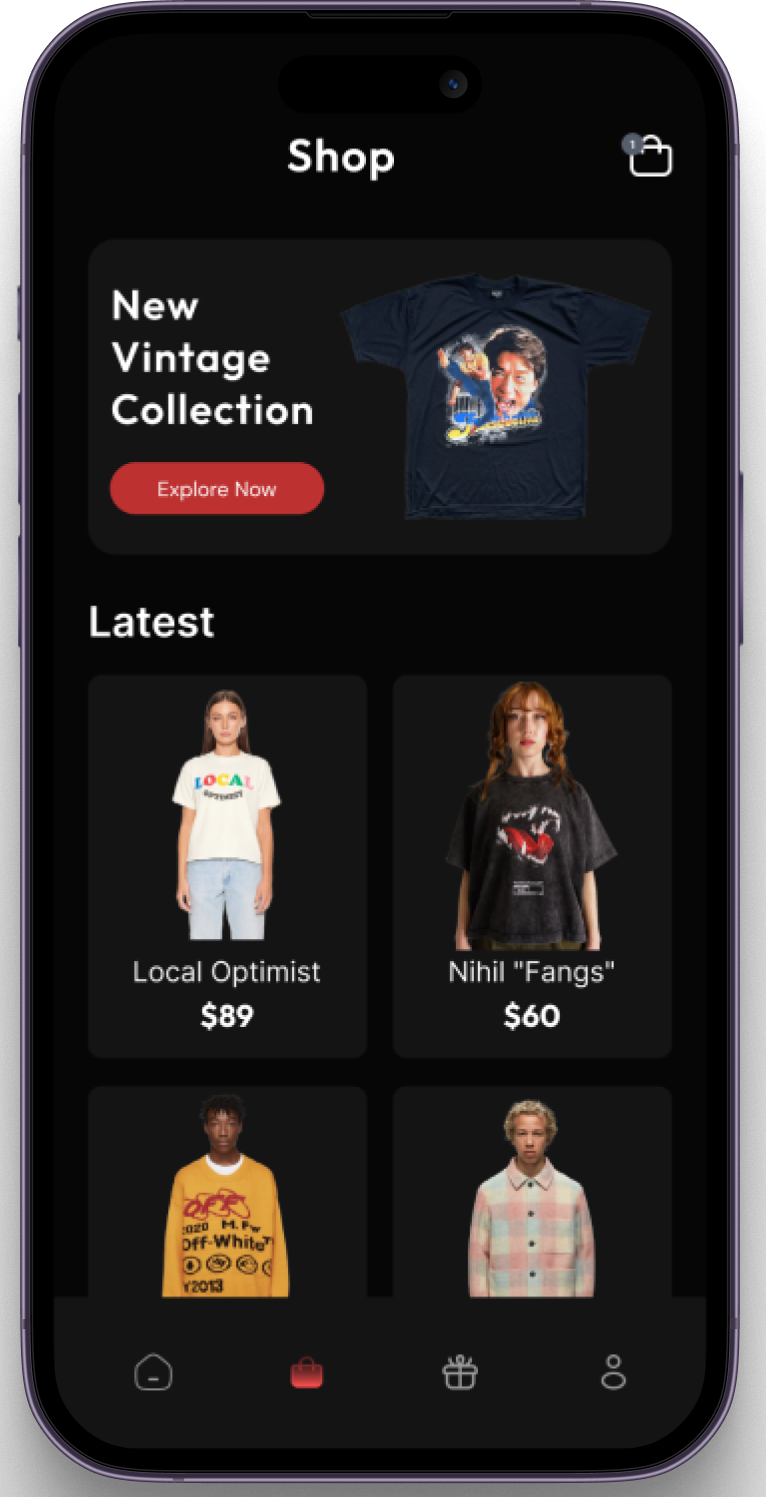 Shop
1
New
Vintage
Collection
Explore Now
Latest
LOCAL
OPTIMIST
Local Optimist
$89
Nihil "Fangs"
$60
OFF
2020 M. Fw
Off-White™
Y2013